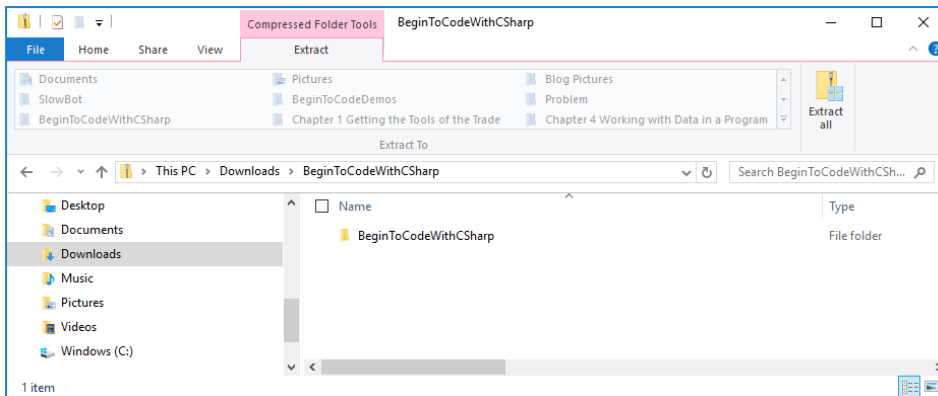 Compressed Folder Tools BeginToCodeWithCSharp
File Home Share View Extract
Documents Pictures Blog Pictures
SlowBot BeginToCodeDemos Problem
BeginToCodeWithCSharp Chapter 1 Getting the Tools of the Trade Chapter 4 Working with Data in a Program
Extract all
Extract To
This PC > Downloads > BeginToCodeWithCSharp Search BeginToCodeWithCSh...
Desktop Name Type
Documents BeginToCodeWithCSharp File folder
Downloads
Music
Pictures
Videos
Windows (C:)
1 item